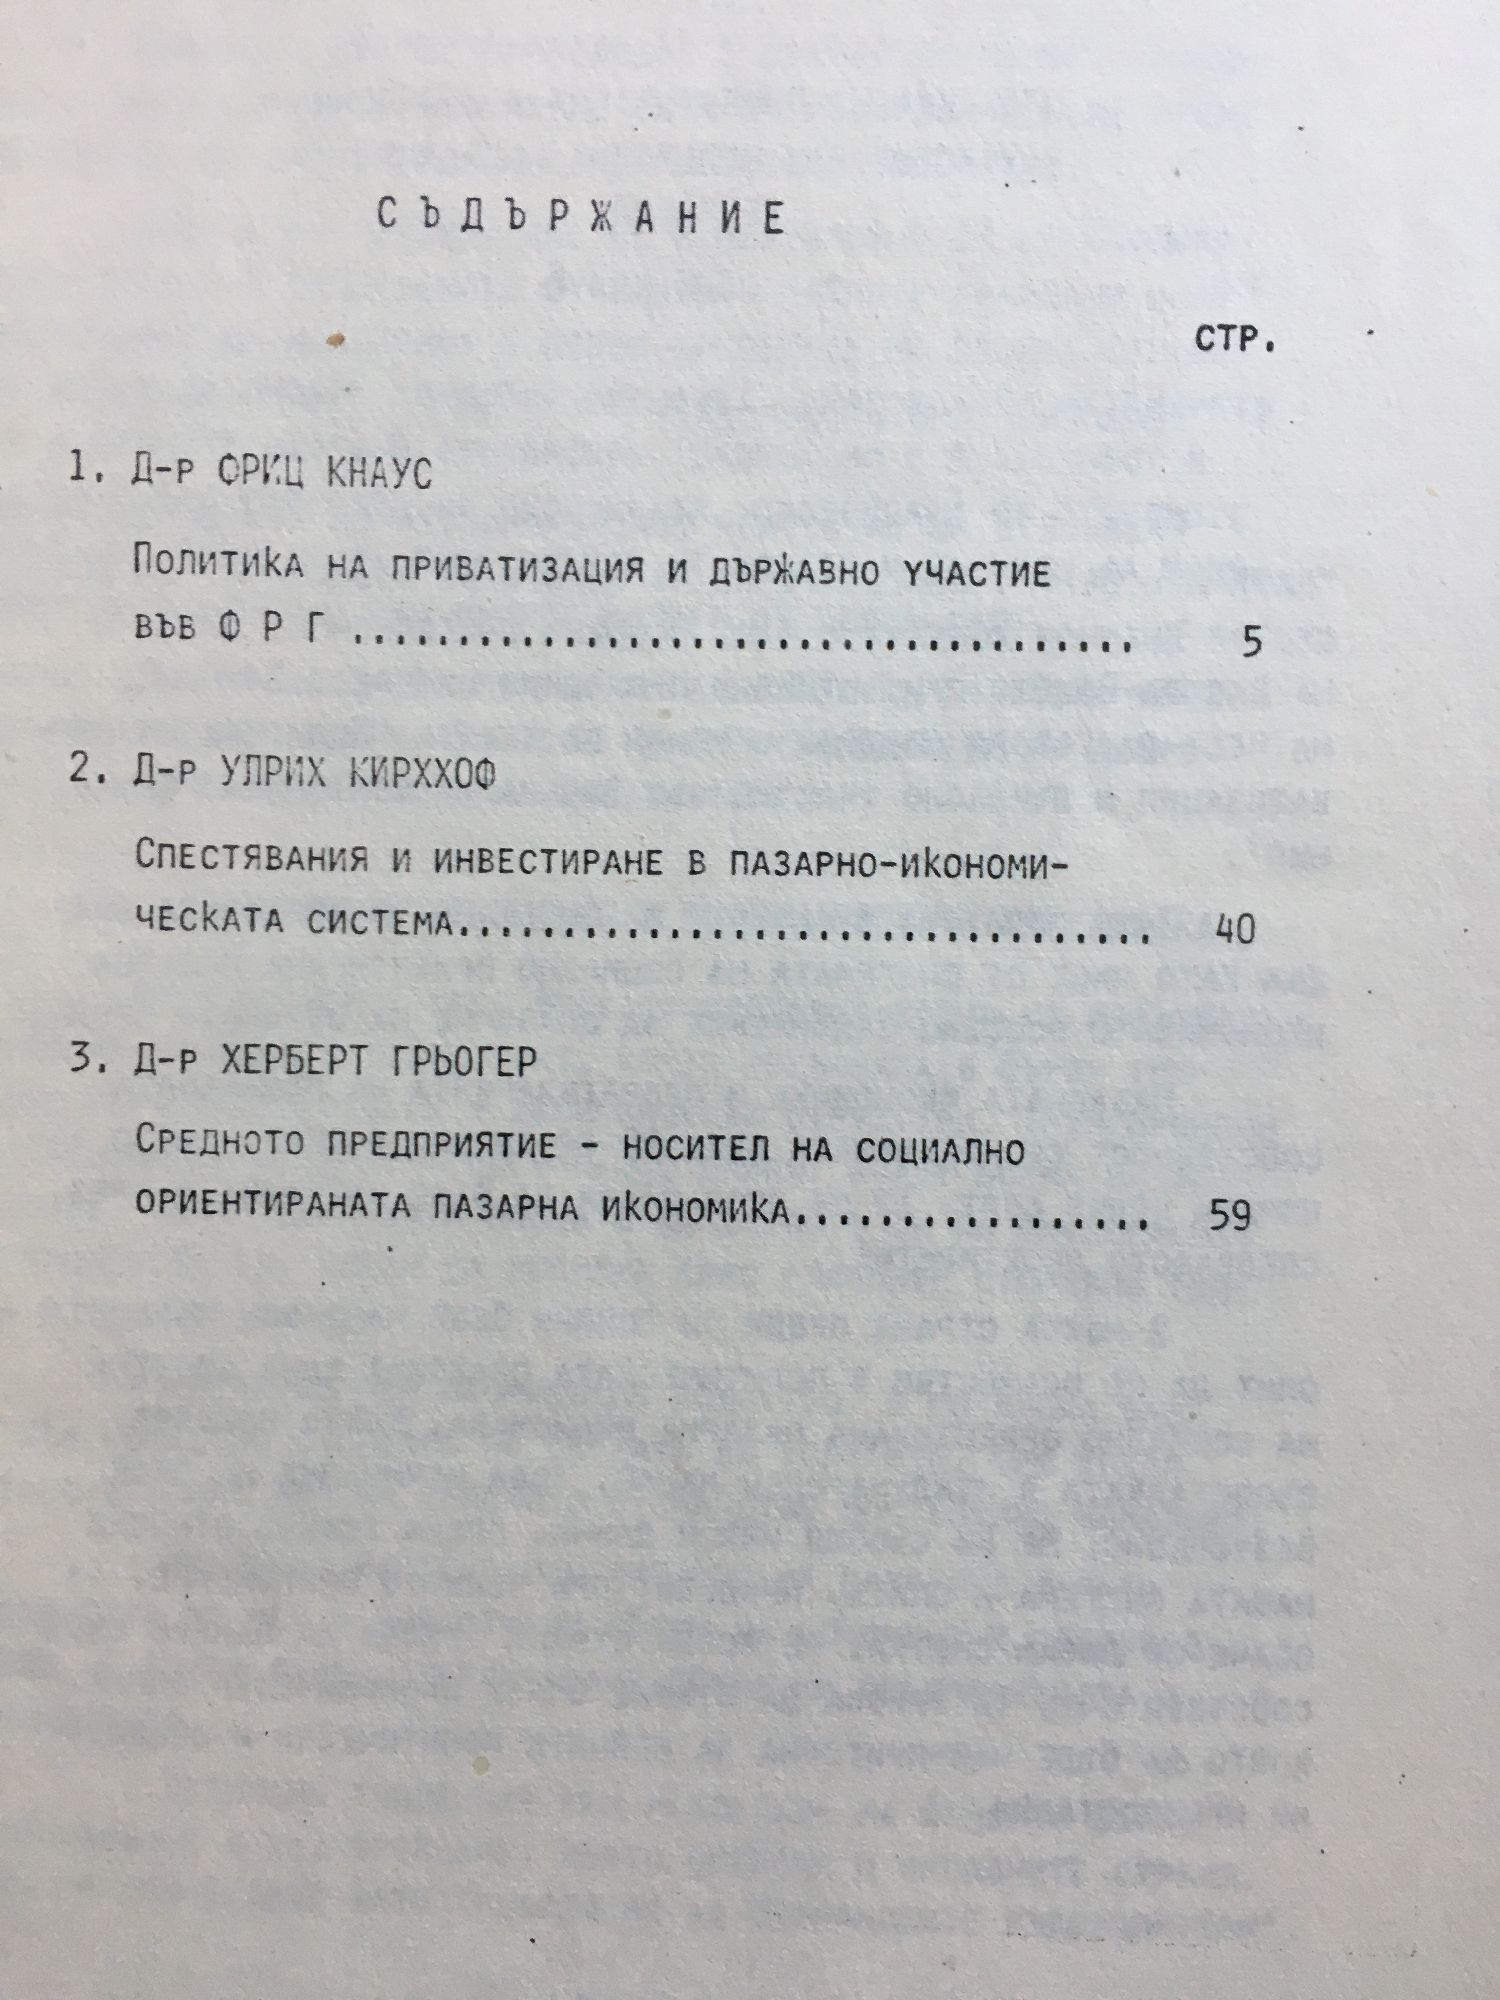 СЪДЪРЖАНИЕ
СТР.
1. Д-р ФРИЦ КНАУС
Политика на приватизация и държавно участие
във Ф Р Г ..................................... 5
2. Д-р УЛРИХ КИРХХОФ
Спестявания и инвестиране в пазарно-икономи-
ческата система................................. 40
3. Д-р ХЕРБЕРТ ГРЬОГЕР
Средното предприятие - носител на социално
ориентираната пазарна икономика................. 59